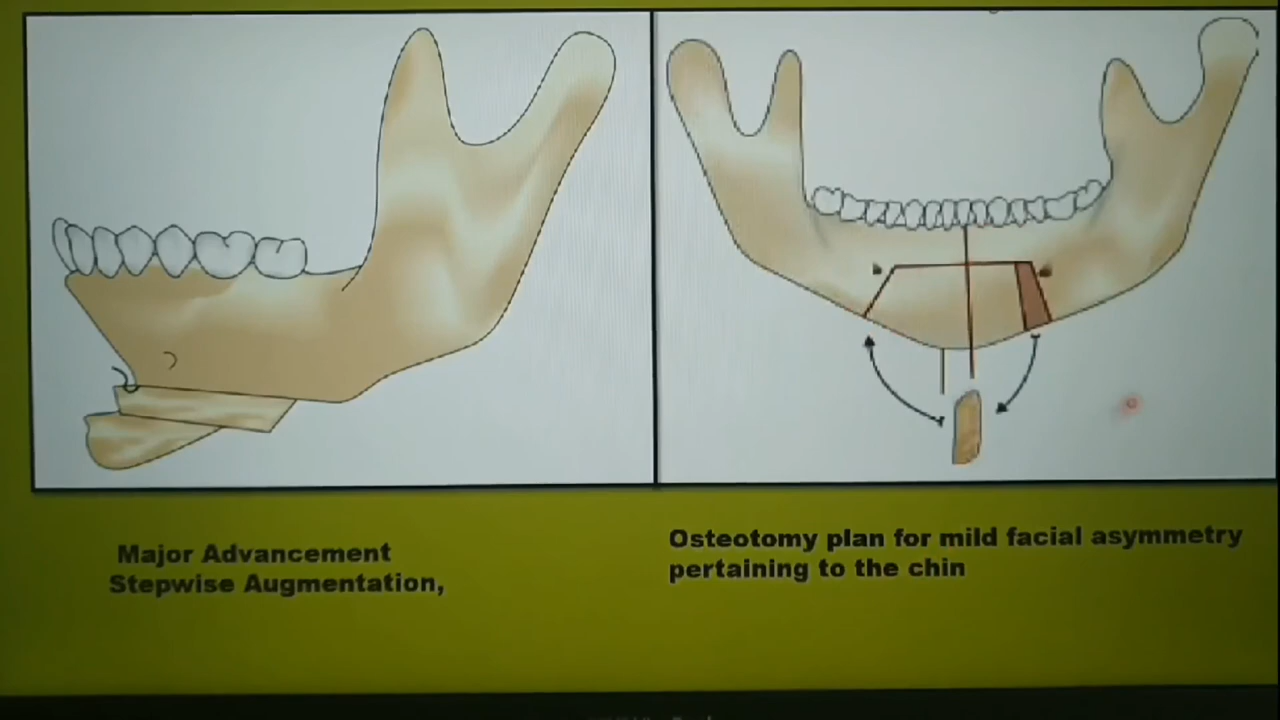 Major Advancement
Stepwise Augmentation,
Osteotomy plan for mild facial asymmetry
pertaining to the chin